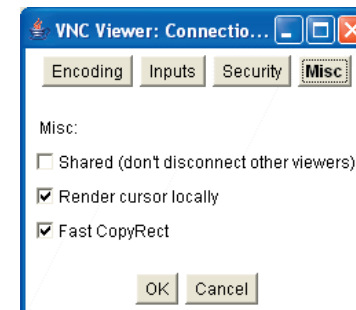 VNC Viewer: Connectio...
Encoding Inputs Security Misc
Misc:
Shared (don't disconnect other viewers)
Render cursor locally
Fast CopyRect
OK Cancel